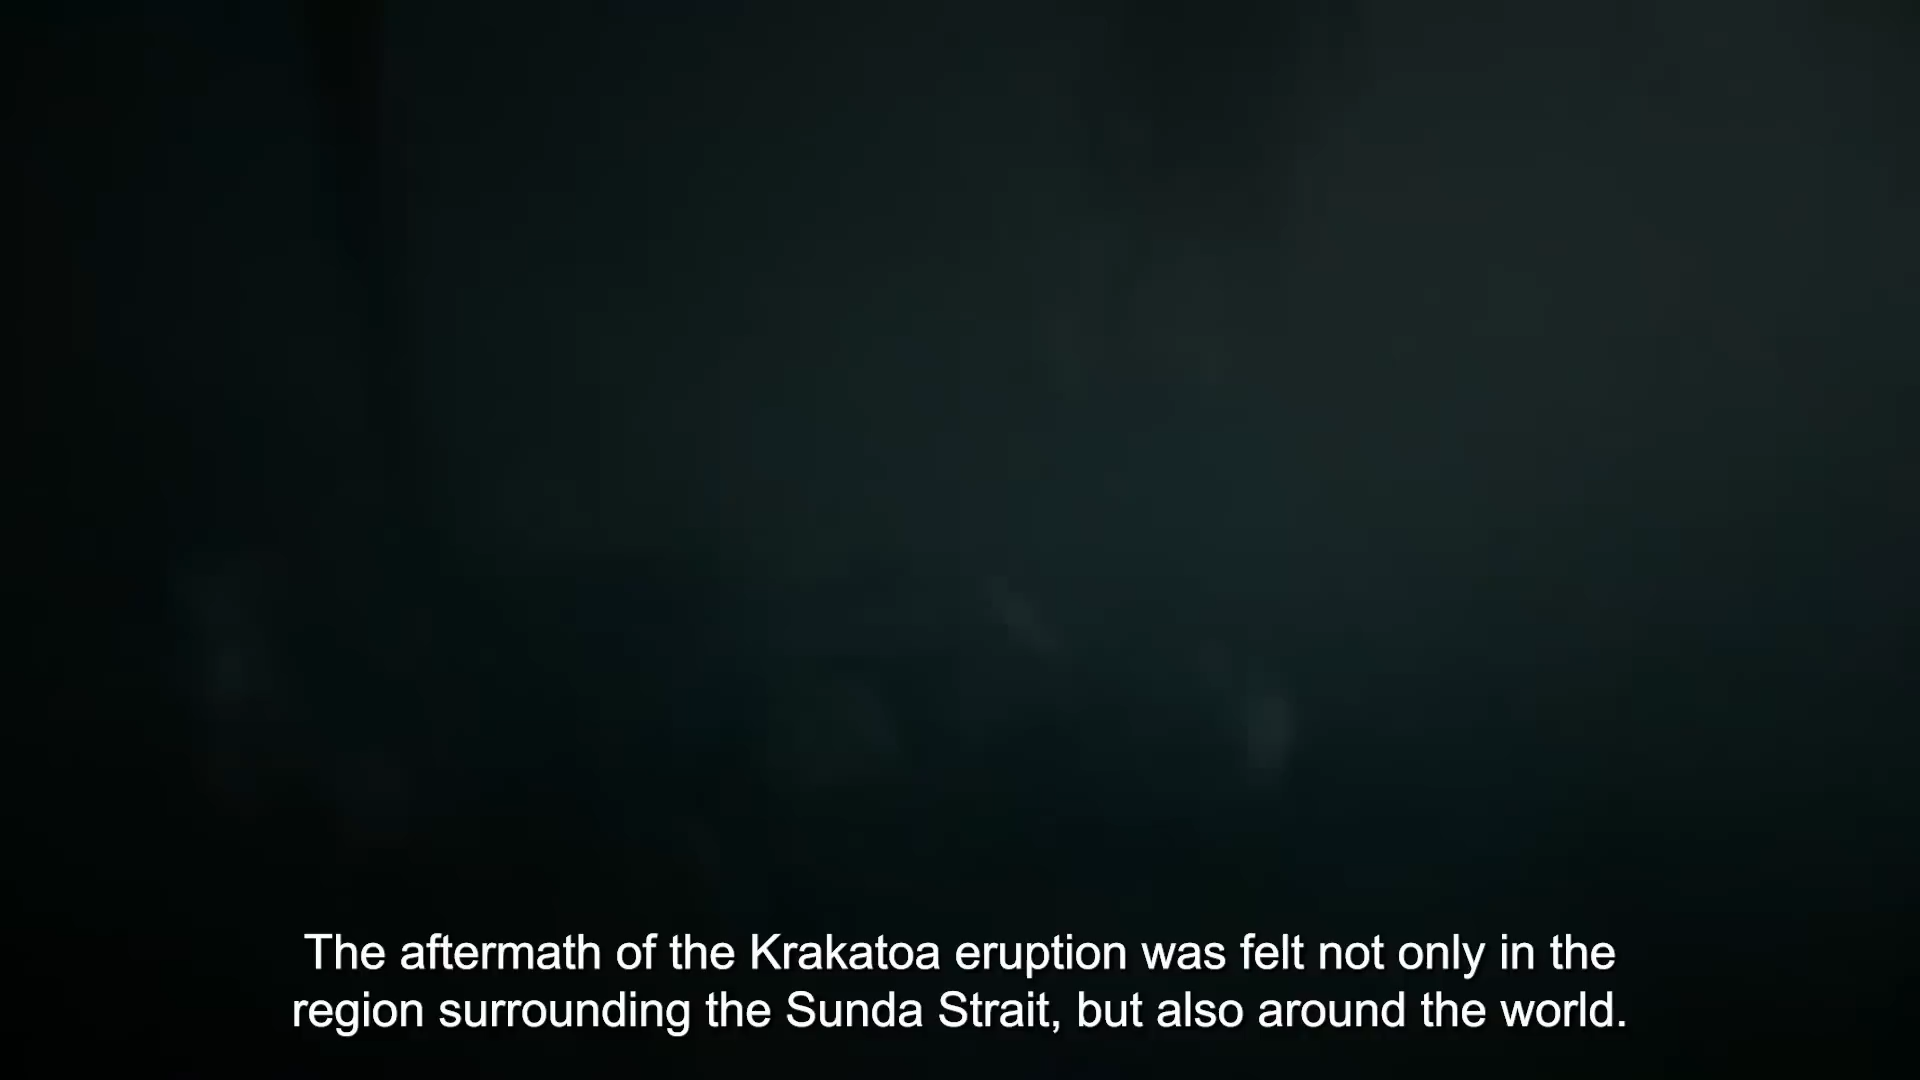 The aftermath of the Krakatoa eruption was felt not only in the
region surrounding the Sunda Strait, but also around the world.